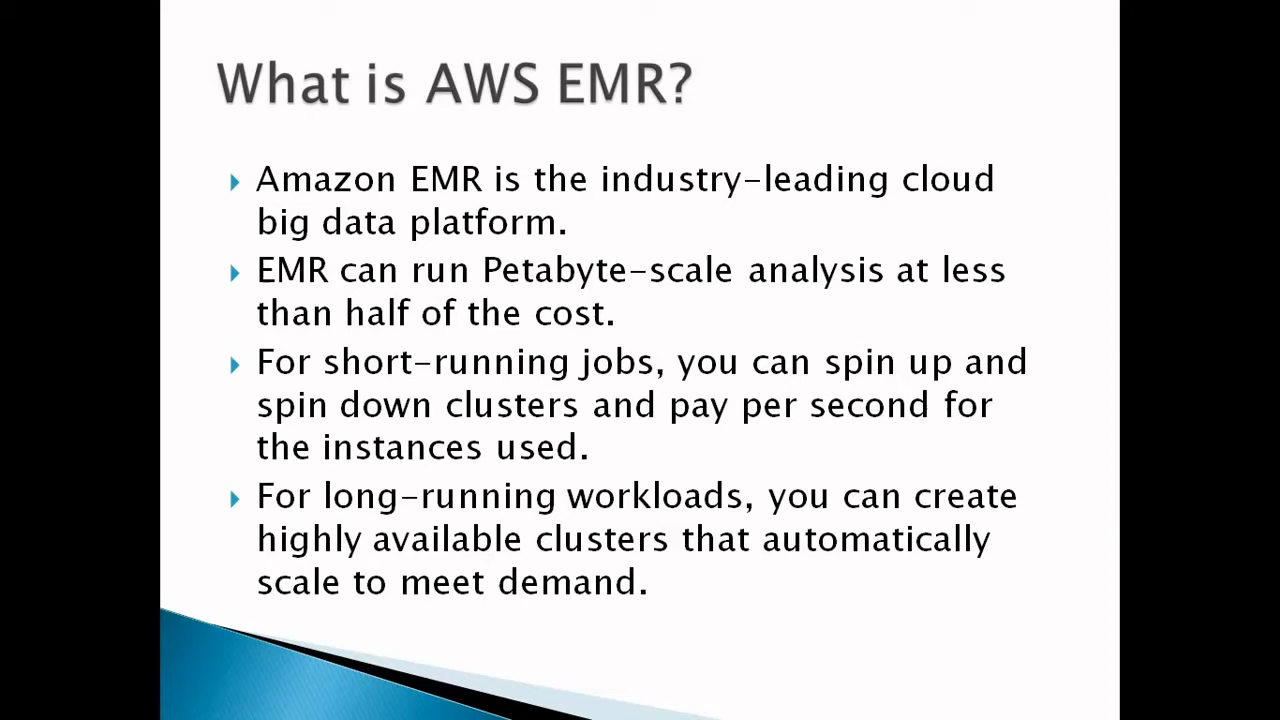 What is AWS EMR?
Amazon EMR is the industry-leading cloud
big data platform.
EMR can run Petabyte-scale analysis at less
than half of the cost.
For short-running jobs, you can spin up and
spin down clusters and pay per second for
the instances used.
For long-running workloads, you can create
highly available clusters that automatically
scale to meet demand.